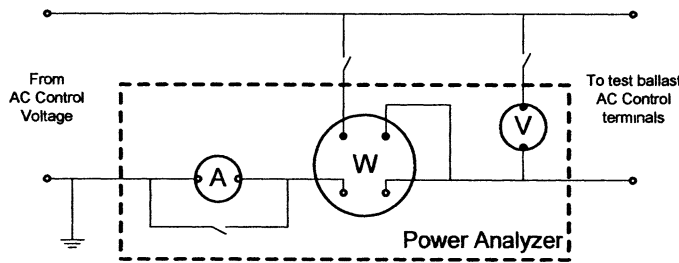 From
AC Control
Voltage
To test ballast
AC Control
terminals
A
W
V
Power Analyzer